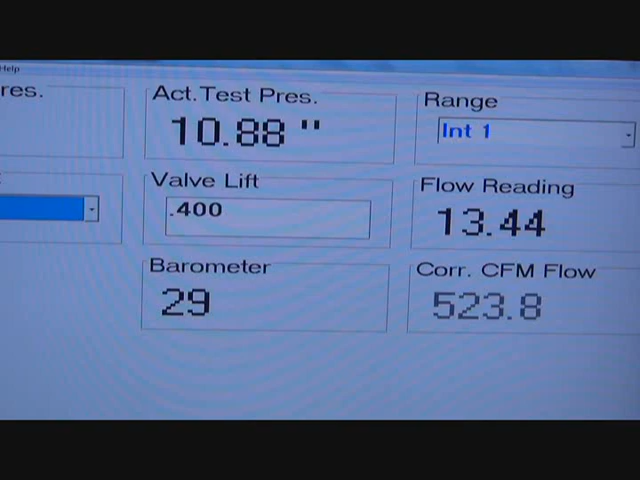 Help
res.
Act.Test Pres.
Range
10.88 "
Int 1
Valve Lift
Flow Reading
.400
13.44
Barometer
Corr. CFM Flow
29
523.8